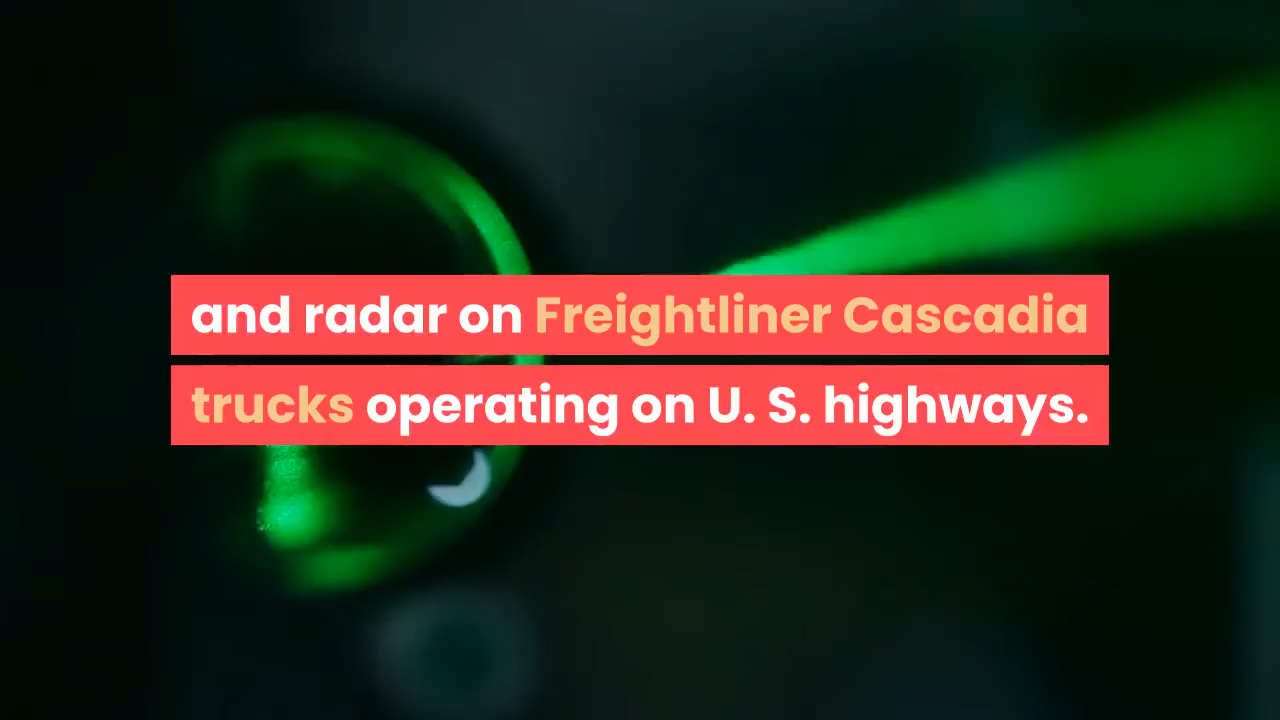 and radar on Freightliner Cascadia
trucks operating on U. S. highways.